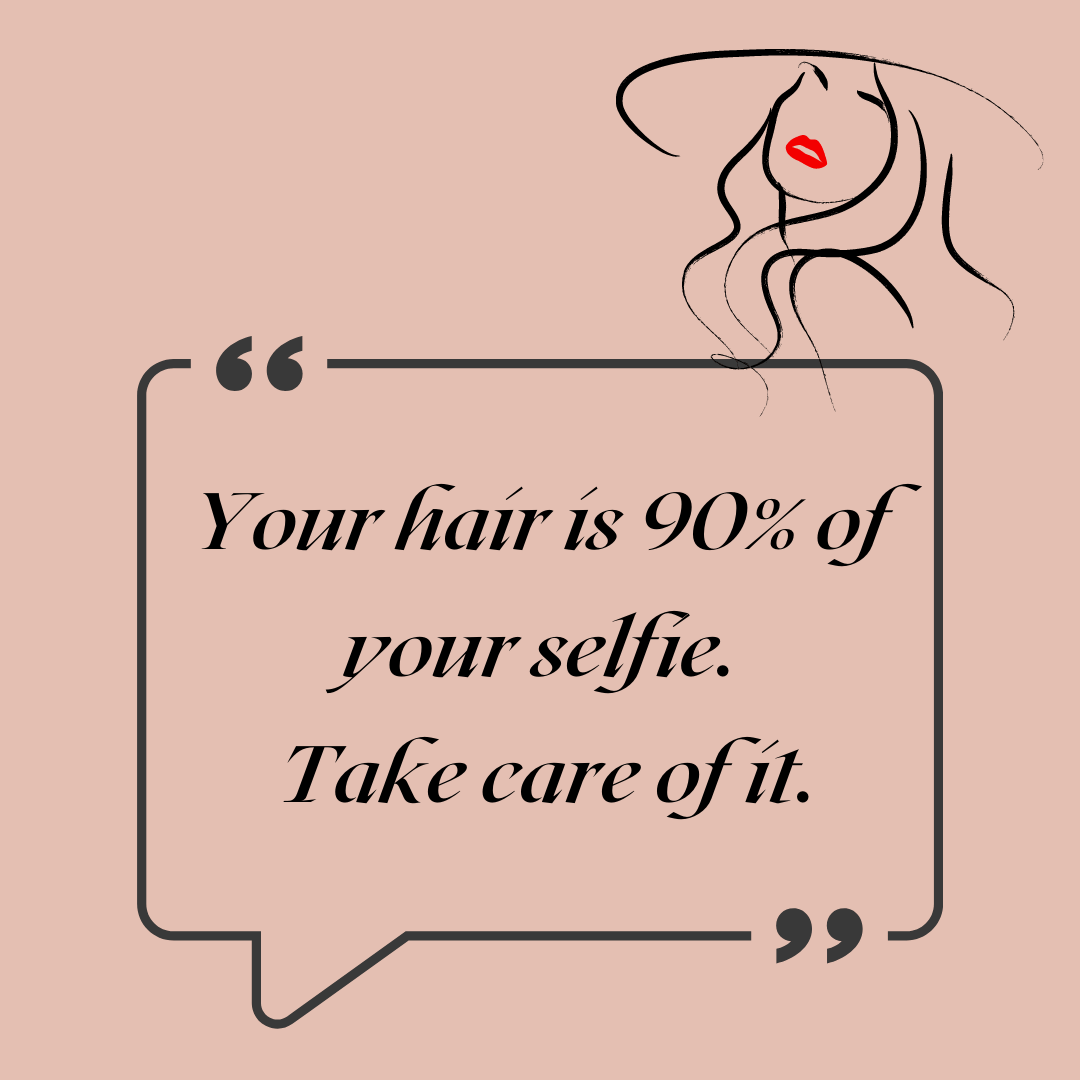 “
Your hair is 90% of
your selfie.
Take care of it.
”